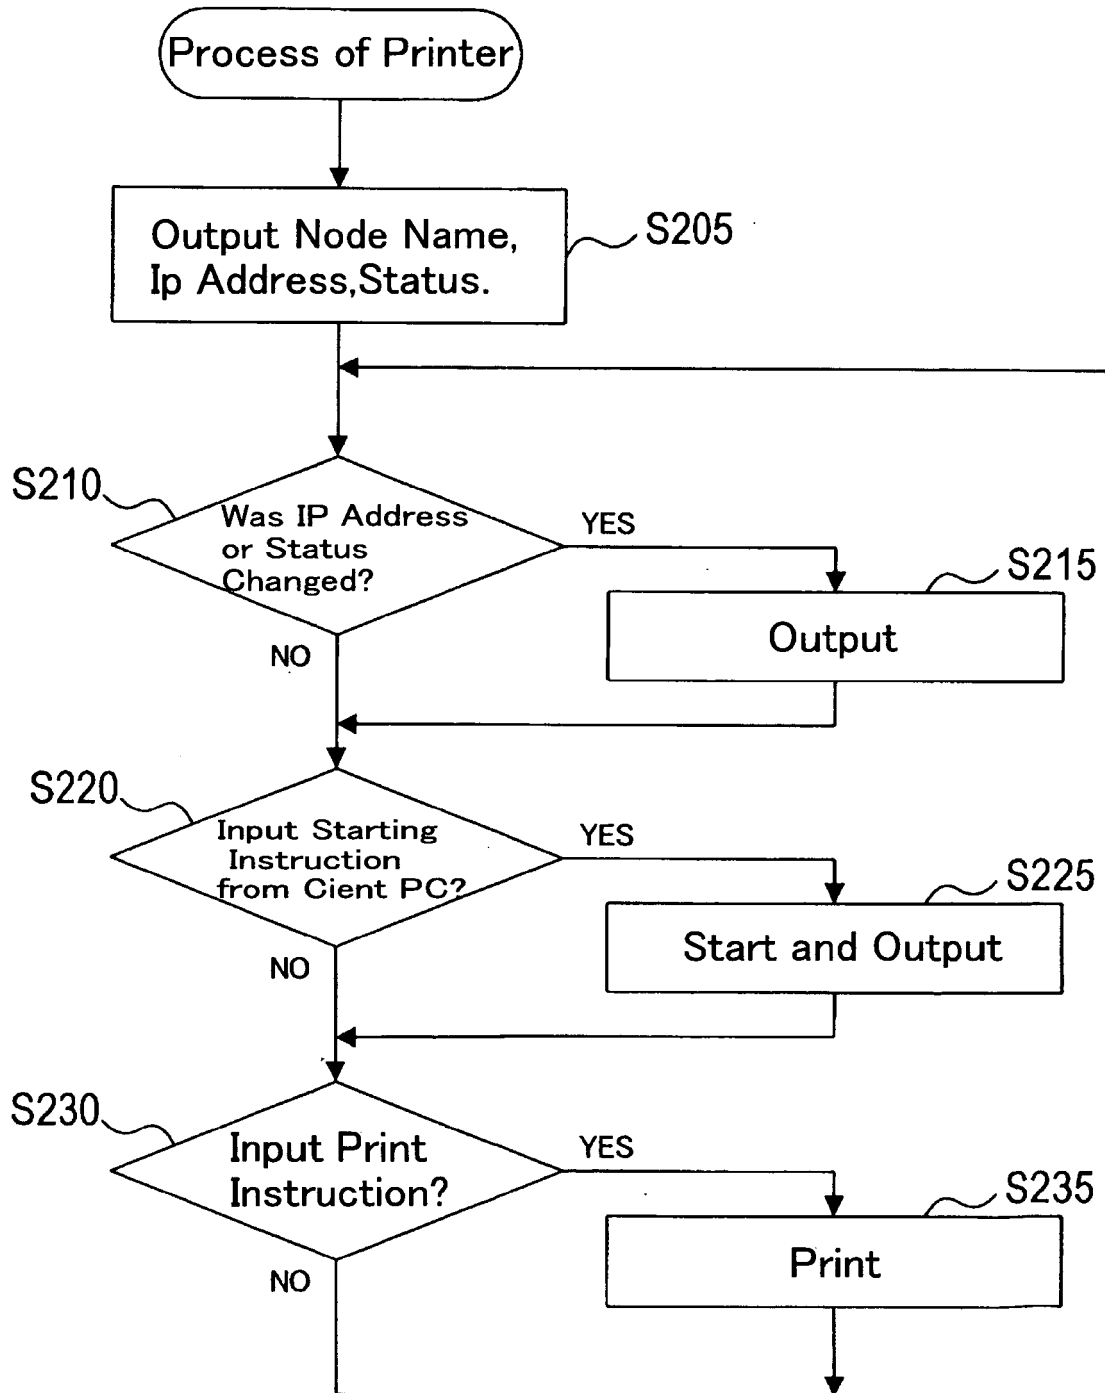 Process of Printer
Output Node Name,
Ip Address,Status.
S205
S210
Was IP Address
or Status
Changed?
YES
NO
S215
Output
S220
Input Starting
Instruction
from Cient PC?
YES
NO
S225
Start and Output
S230
Input Print
Instruction?
YES
NO
S235
Print